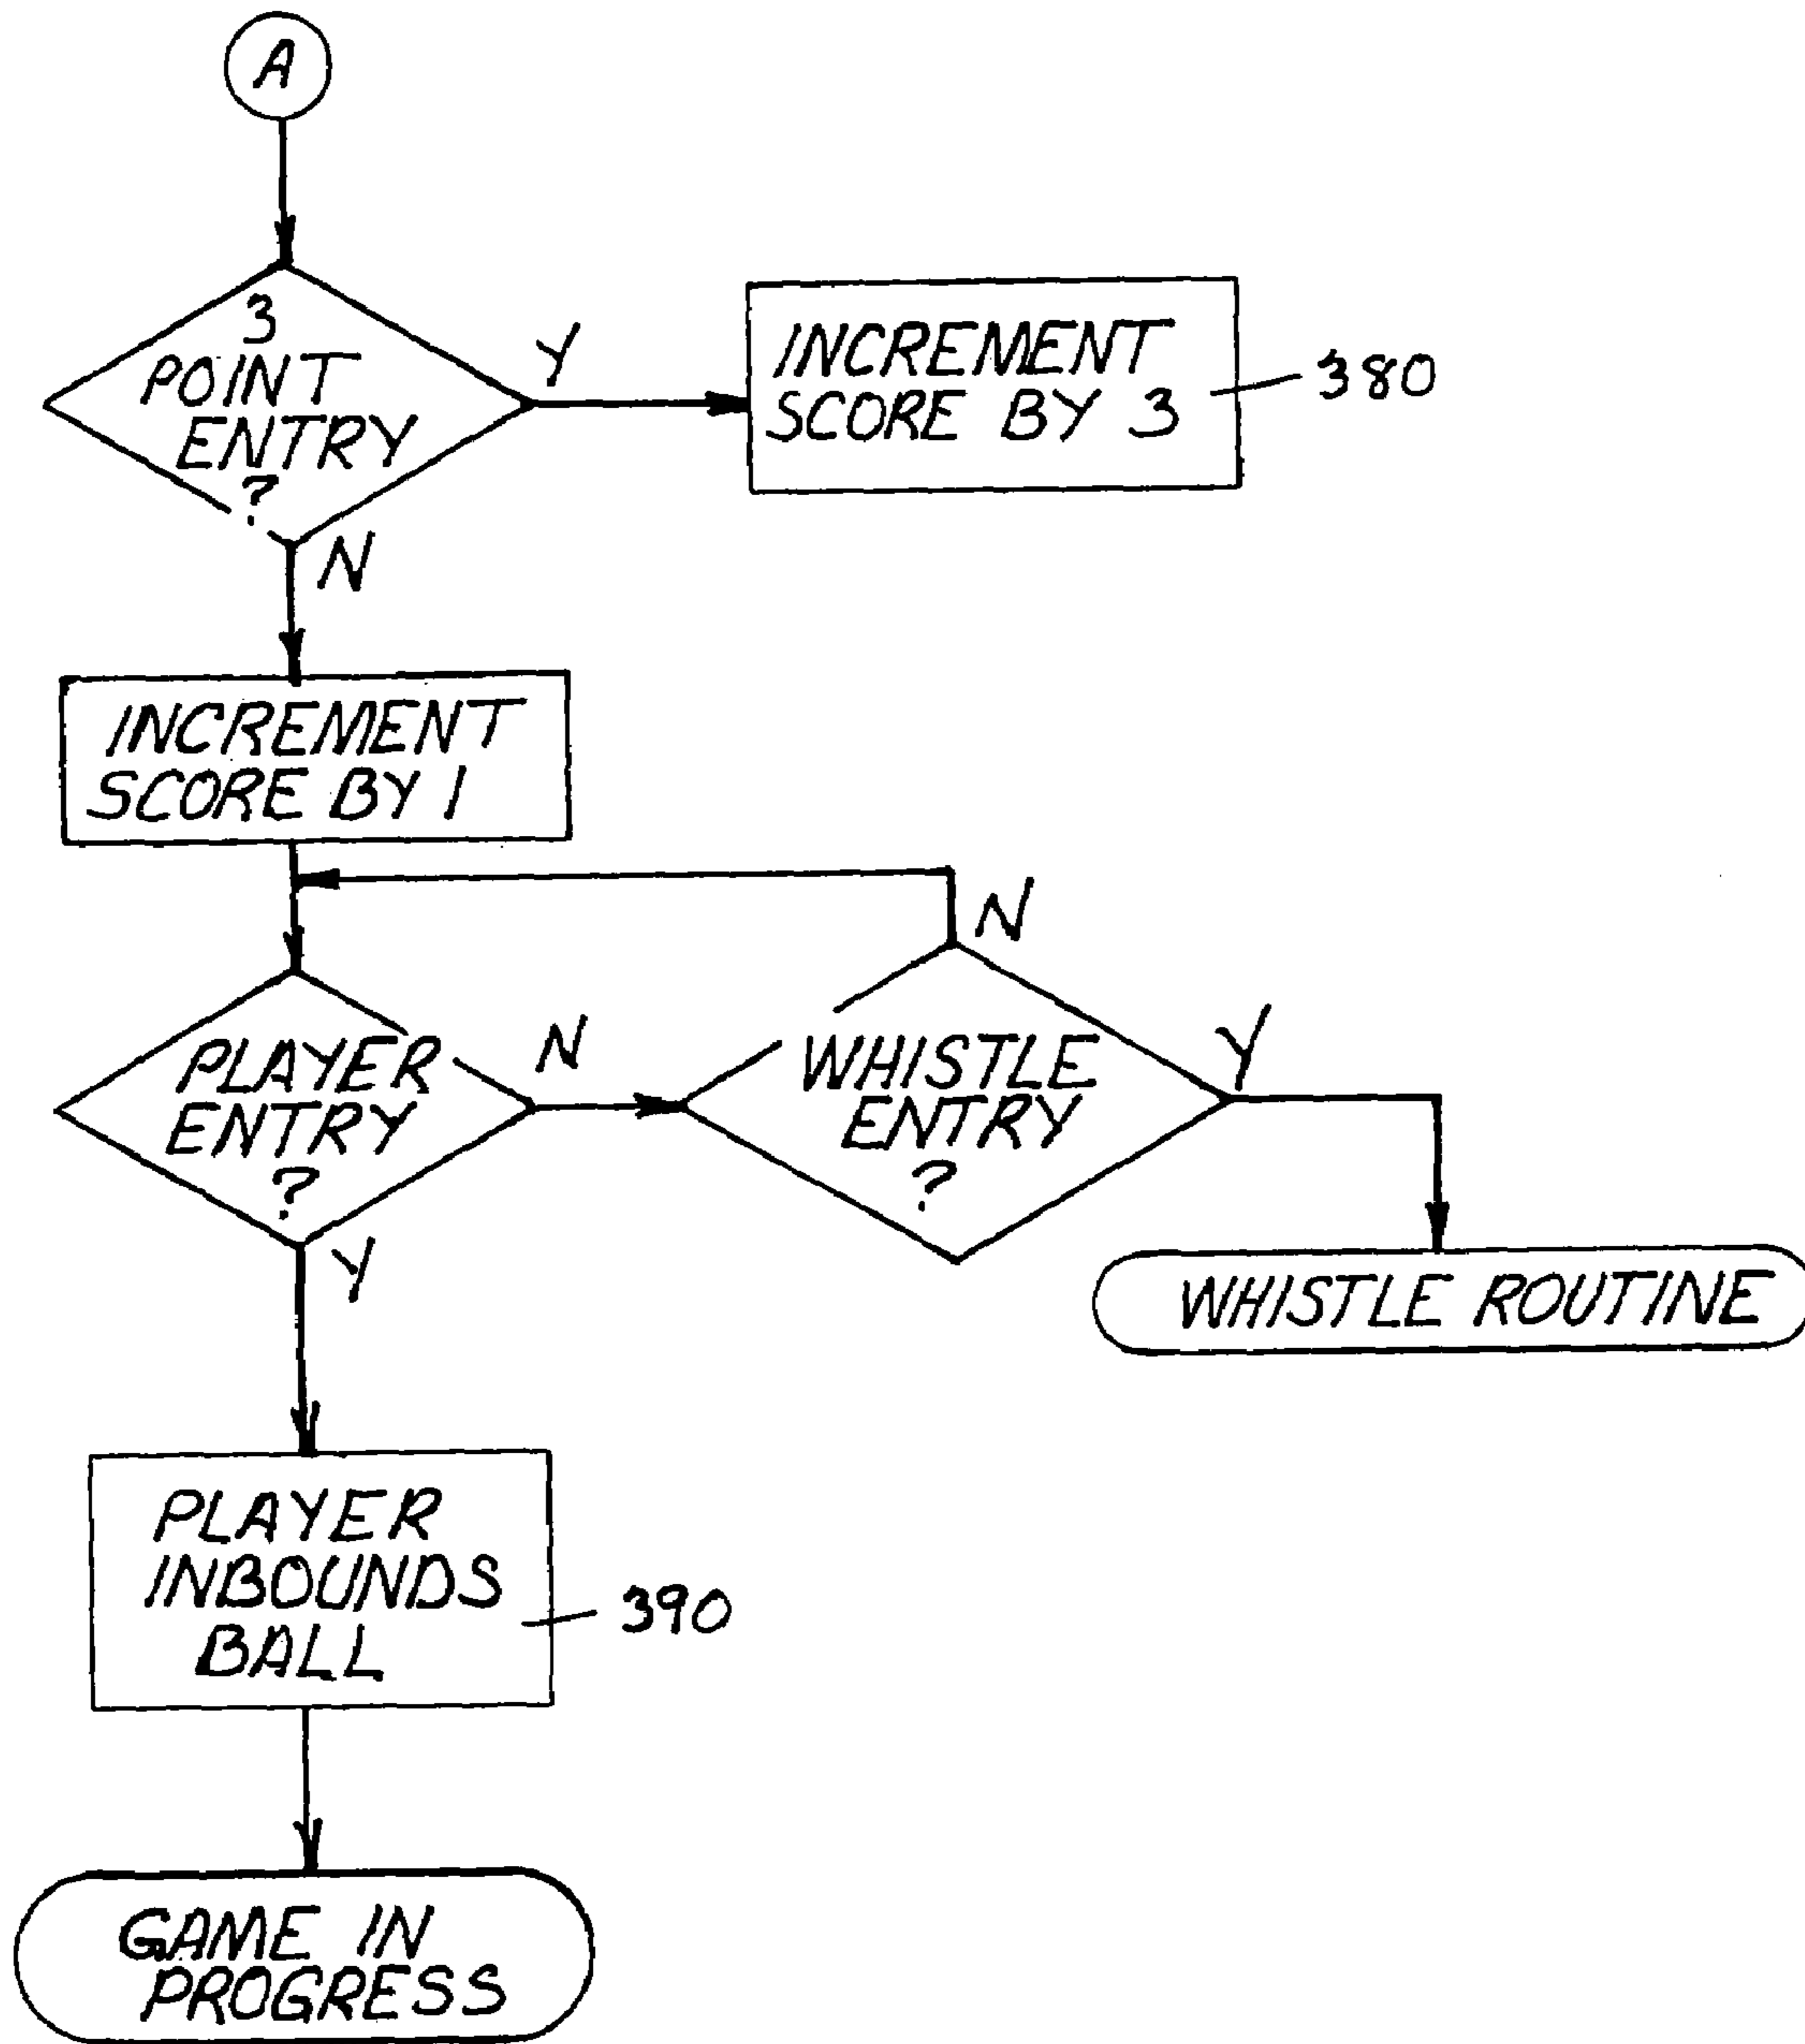 A
3
POINT
ENTRY
?
Y
INCREMENT
SCORE BY 3
380
N
INCREMENT
SCORE BY 1
N
PLAYER
ENTRY
?
N
WHISTLE
ENTRY
?
Y
Y
WHISTLE ROUTINE
PLAYER
INBOUNDS
BALL
390
GAME IN
PROGRESS